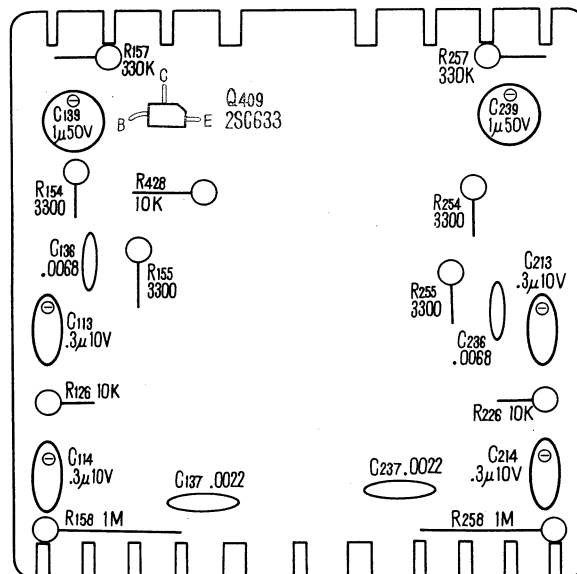 R157
330K
R257
330K
C
C139
1μ50V
B
E
Q409
2SC633
C239
1μ50V
R154
3300
R428
10K
R254
3300
C136
.0068
R155
3300
C213
.3μ10V
R255
3300
C113
.3μ10V
C236
.0068
R126 10K
R226 10K
C114
.3μ10V
C137 .0022
C237 .0022
C214
.3μ10V
R158 1M
R258 1M